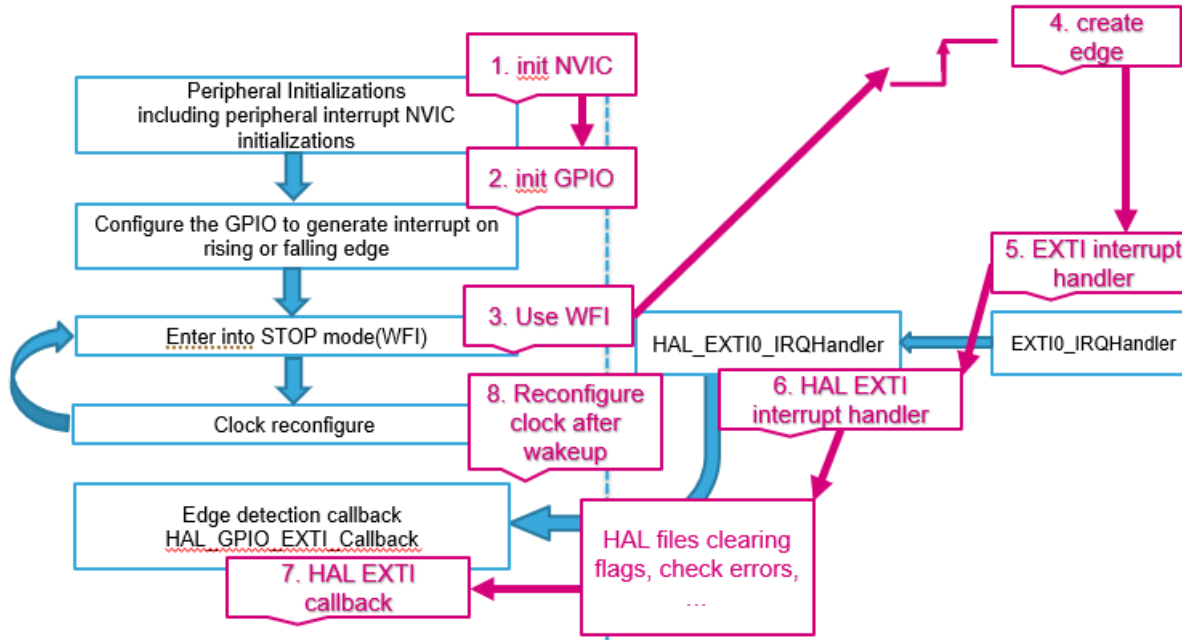 1. init NVIC
4. create
edge
Peripheral Initializations
including peripheral interrupt NVIC
initializations
2. init GPIO
Configure the GPIO to generate interrupt on
rising or falling edge
5. EXTI interrupt
handler
3. Use WFI
Enter into STOP mode(WFI)
HAL_EXTI0_IRQHandler
EXTI0_IRQHandler
6. HAL EXTI
interrupt handler
8. Reconfigure
clock after
wakeup
Clock reconfigure
Edge detection callback
HAL_GPIO_EXTI_Callback
HAL files clearing
flags, check errors,
...
7. HAL EXTI
callback